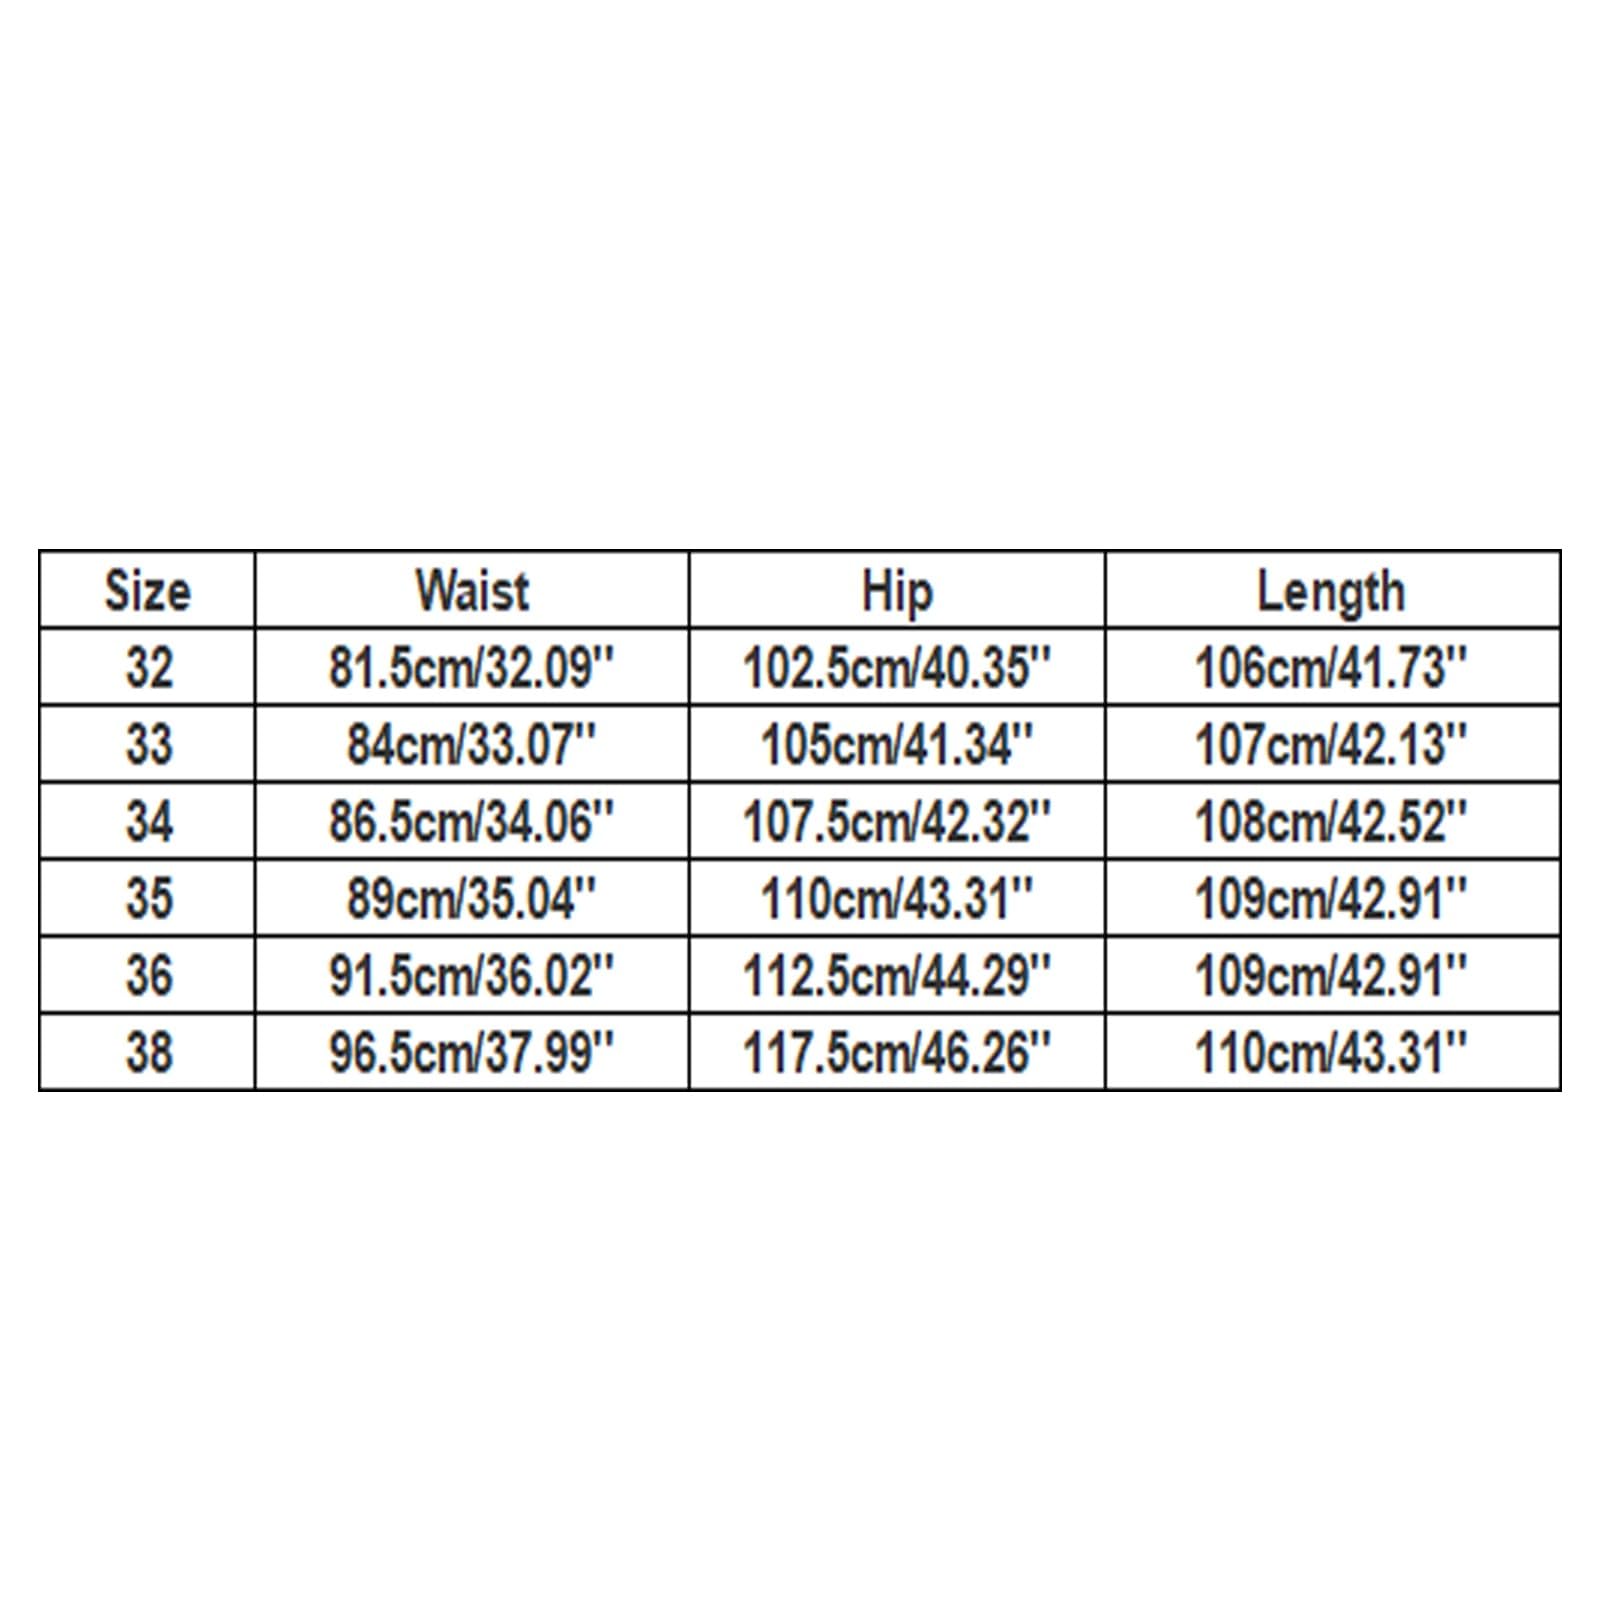 Size Waist Hip Length
32 81.5cm/32.09'' 102.5cm/40.35'' 106cm/41.73''
33 84cm/33.07'' 105cm/41.34'' 107cm/42.13''
34 86.5cm/34.06'' 107.5cm/42.32'' 108cm/42.52''
35 89cm/35.04'' 110cm/43.31'' 109cm/42.91''
36 91.5cm/36.02'' 112.5cm/44.29'' 109cm/42.91''
38 96.5cm/37.99'' 117.5cm/46.26'' 110cm/43.31''